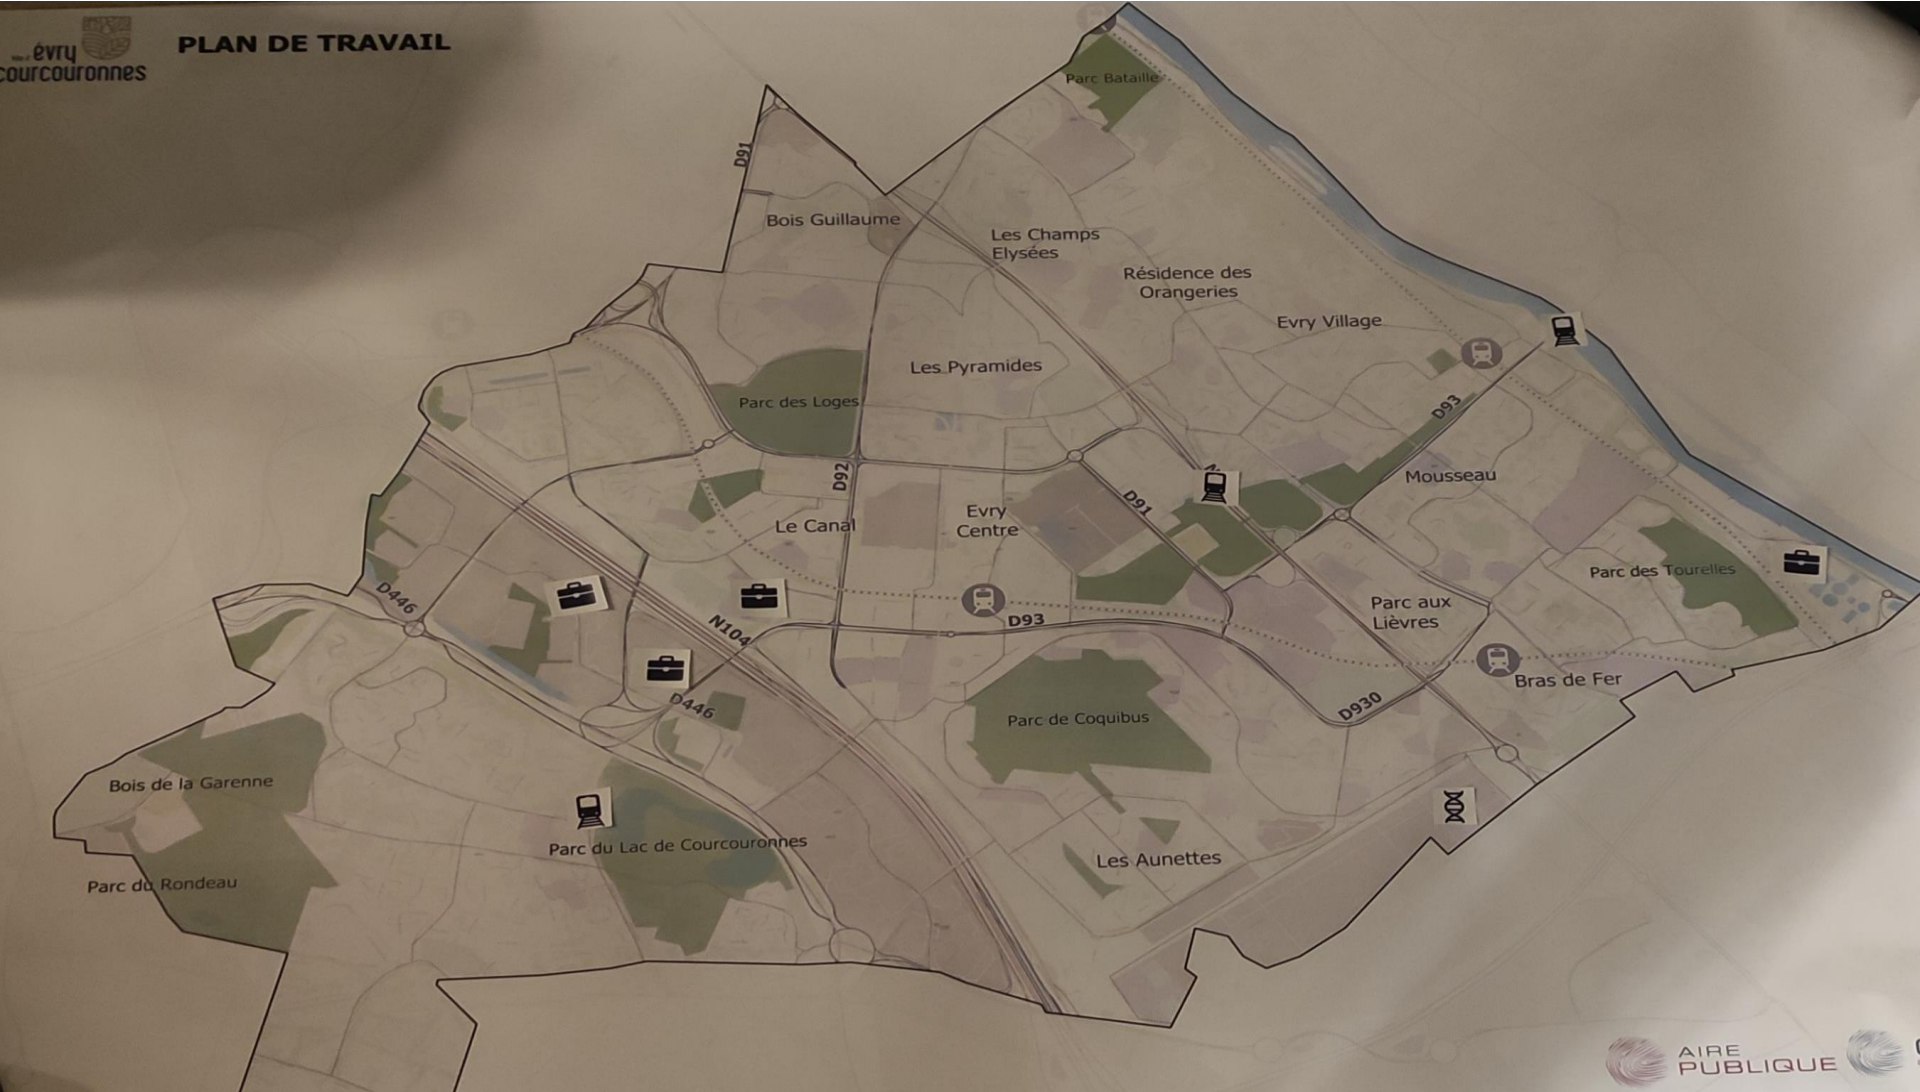 évry
courcouronnes
PLAN DE TRAVAIL
Parc Bataille
D91
Bois Guillaume
Les Champs
Elysées
Résidence des
Orangeries
Evry Village
Les Pyramides
Parc des Loges
D93
D92
Mousseau
D91
Evry
Centre
Le Canal
Parc des Tourelles
D446
Parc aux
Lièvres
D93
N104
Bras de Fer
D446
D930
Parc de Coquibus
Bois de la Garenne
Parc du Lac de Courcouronnes
Les Aunettes
Parc du Rondeau
AIRE
PUBLIQUE